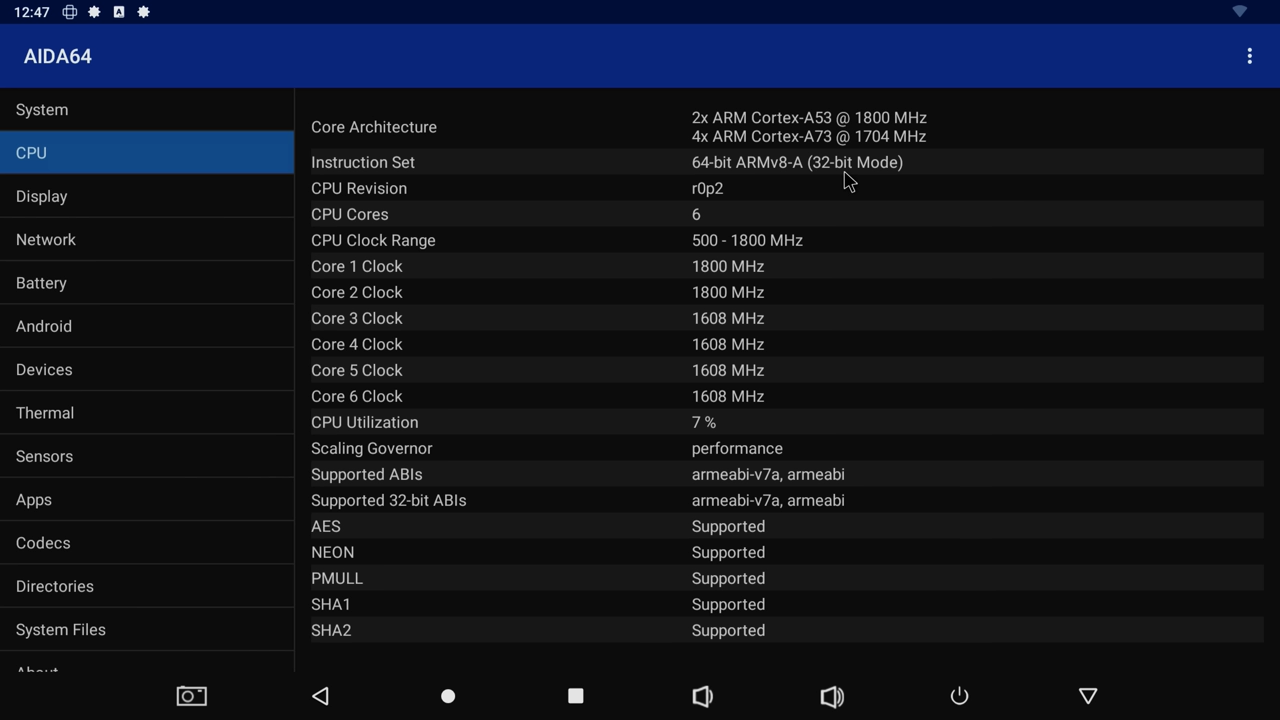 12:47
AIDA64
System
CPU
Display
Network
Battery
Android
Devices
Thermal
Sensors
Apps
Codecs
Directories
System Files
About
Core Architecture 2x ARM Cortex-A53 @ 1800 MHz
4x ARM Cortex-A73 @ 1704 MHz
Instruction Set 64-bit ARMv8-A (32-bit Mode)
CPU Revision r0p2
CPU Cores 6
CPU Clock Range 500 - 1800 MHz
Core 1 Clock 1800 MHz
Core 2 Clock 1800 MHz
Core 3 Clock 1608 MHz
Core 4 Clock 1608 MHz
Core 5 Clock 1608 MHz
Core 6 Clock 1608 MHz
CPU Utilization 7 %
Scaling Governor performance
Supported ABIs armeabi-v7a, armeabi
Supported 32-bit ABIs armeabi-v7a, armeabi
AES Supported
NEON Supported
PMULL Supported
SHA1 Supported
SHA2 Supported